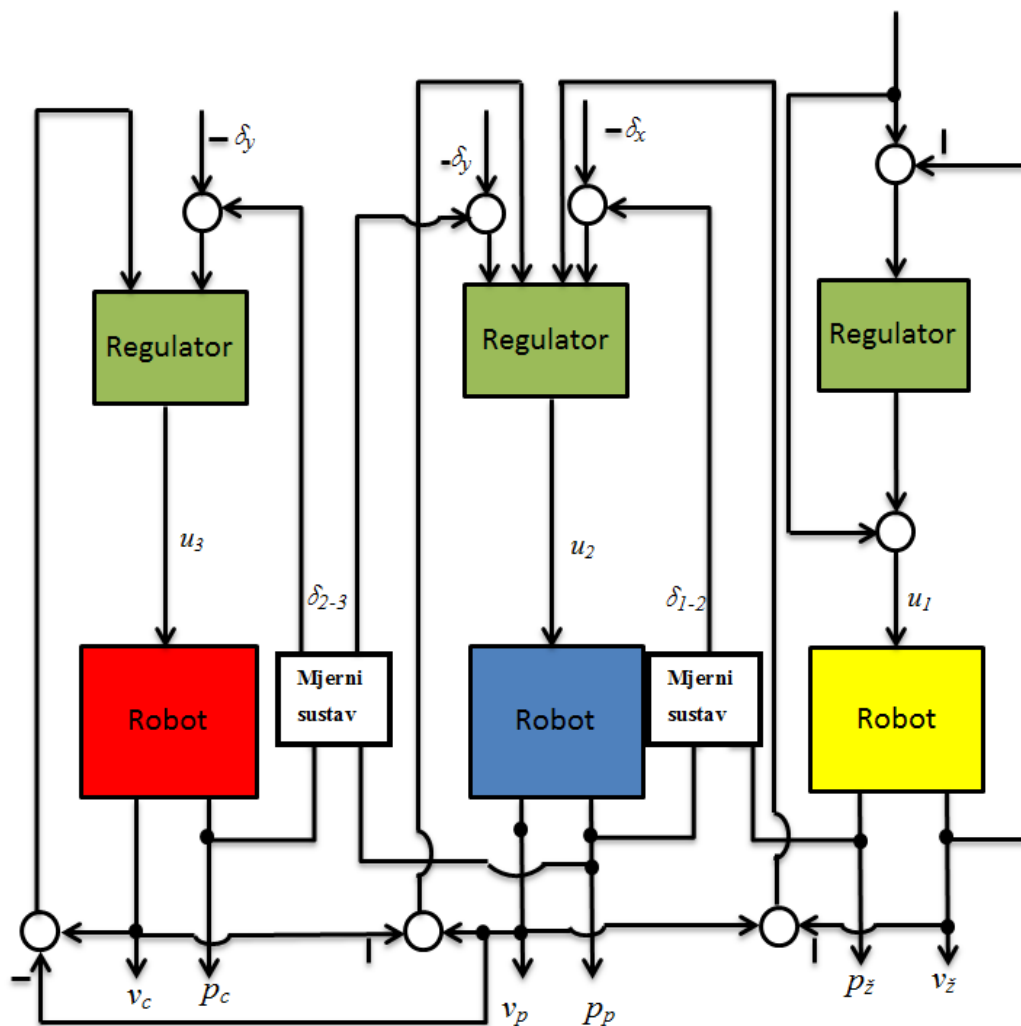 − δy
-δy
− δx
Regulator
Regulator
Regulator
u3
u2
u1
δ2-3
δ1-2
Robot
Mjerni
sustav
Robot
Mjerni
sustav
Robot
−
vc
pc
vp
pp
pž
vž